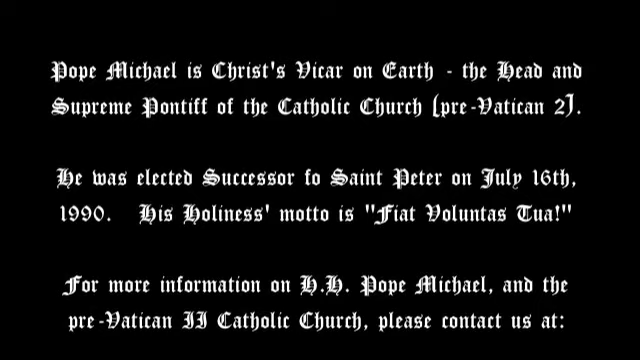 Pope Michael is Christ's Vicar on Earth - the Head and
Supreme Pontiff of the Catholic Church (pre-Vatican 2).
He was elected Successor fo Saint Peter on July 16th,
1990. His Holiness' motto is "Fiat Voluntas Tua!"
For more information on H.H. Pope Michael, and the
pre-Vatican II Catholic Church, please contact us at: